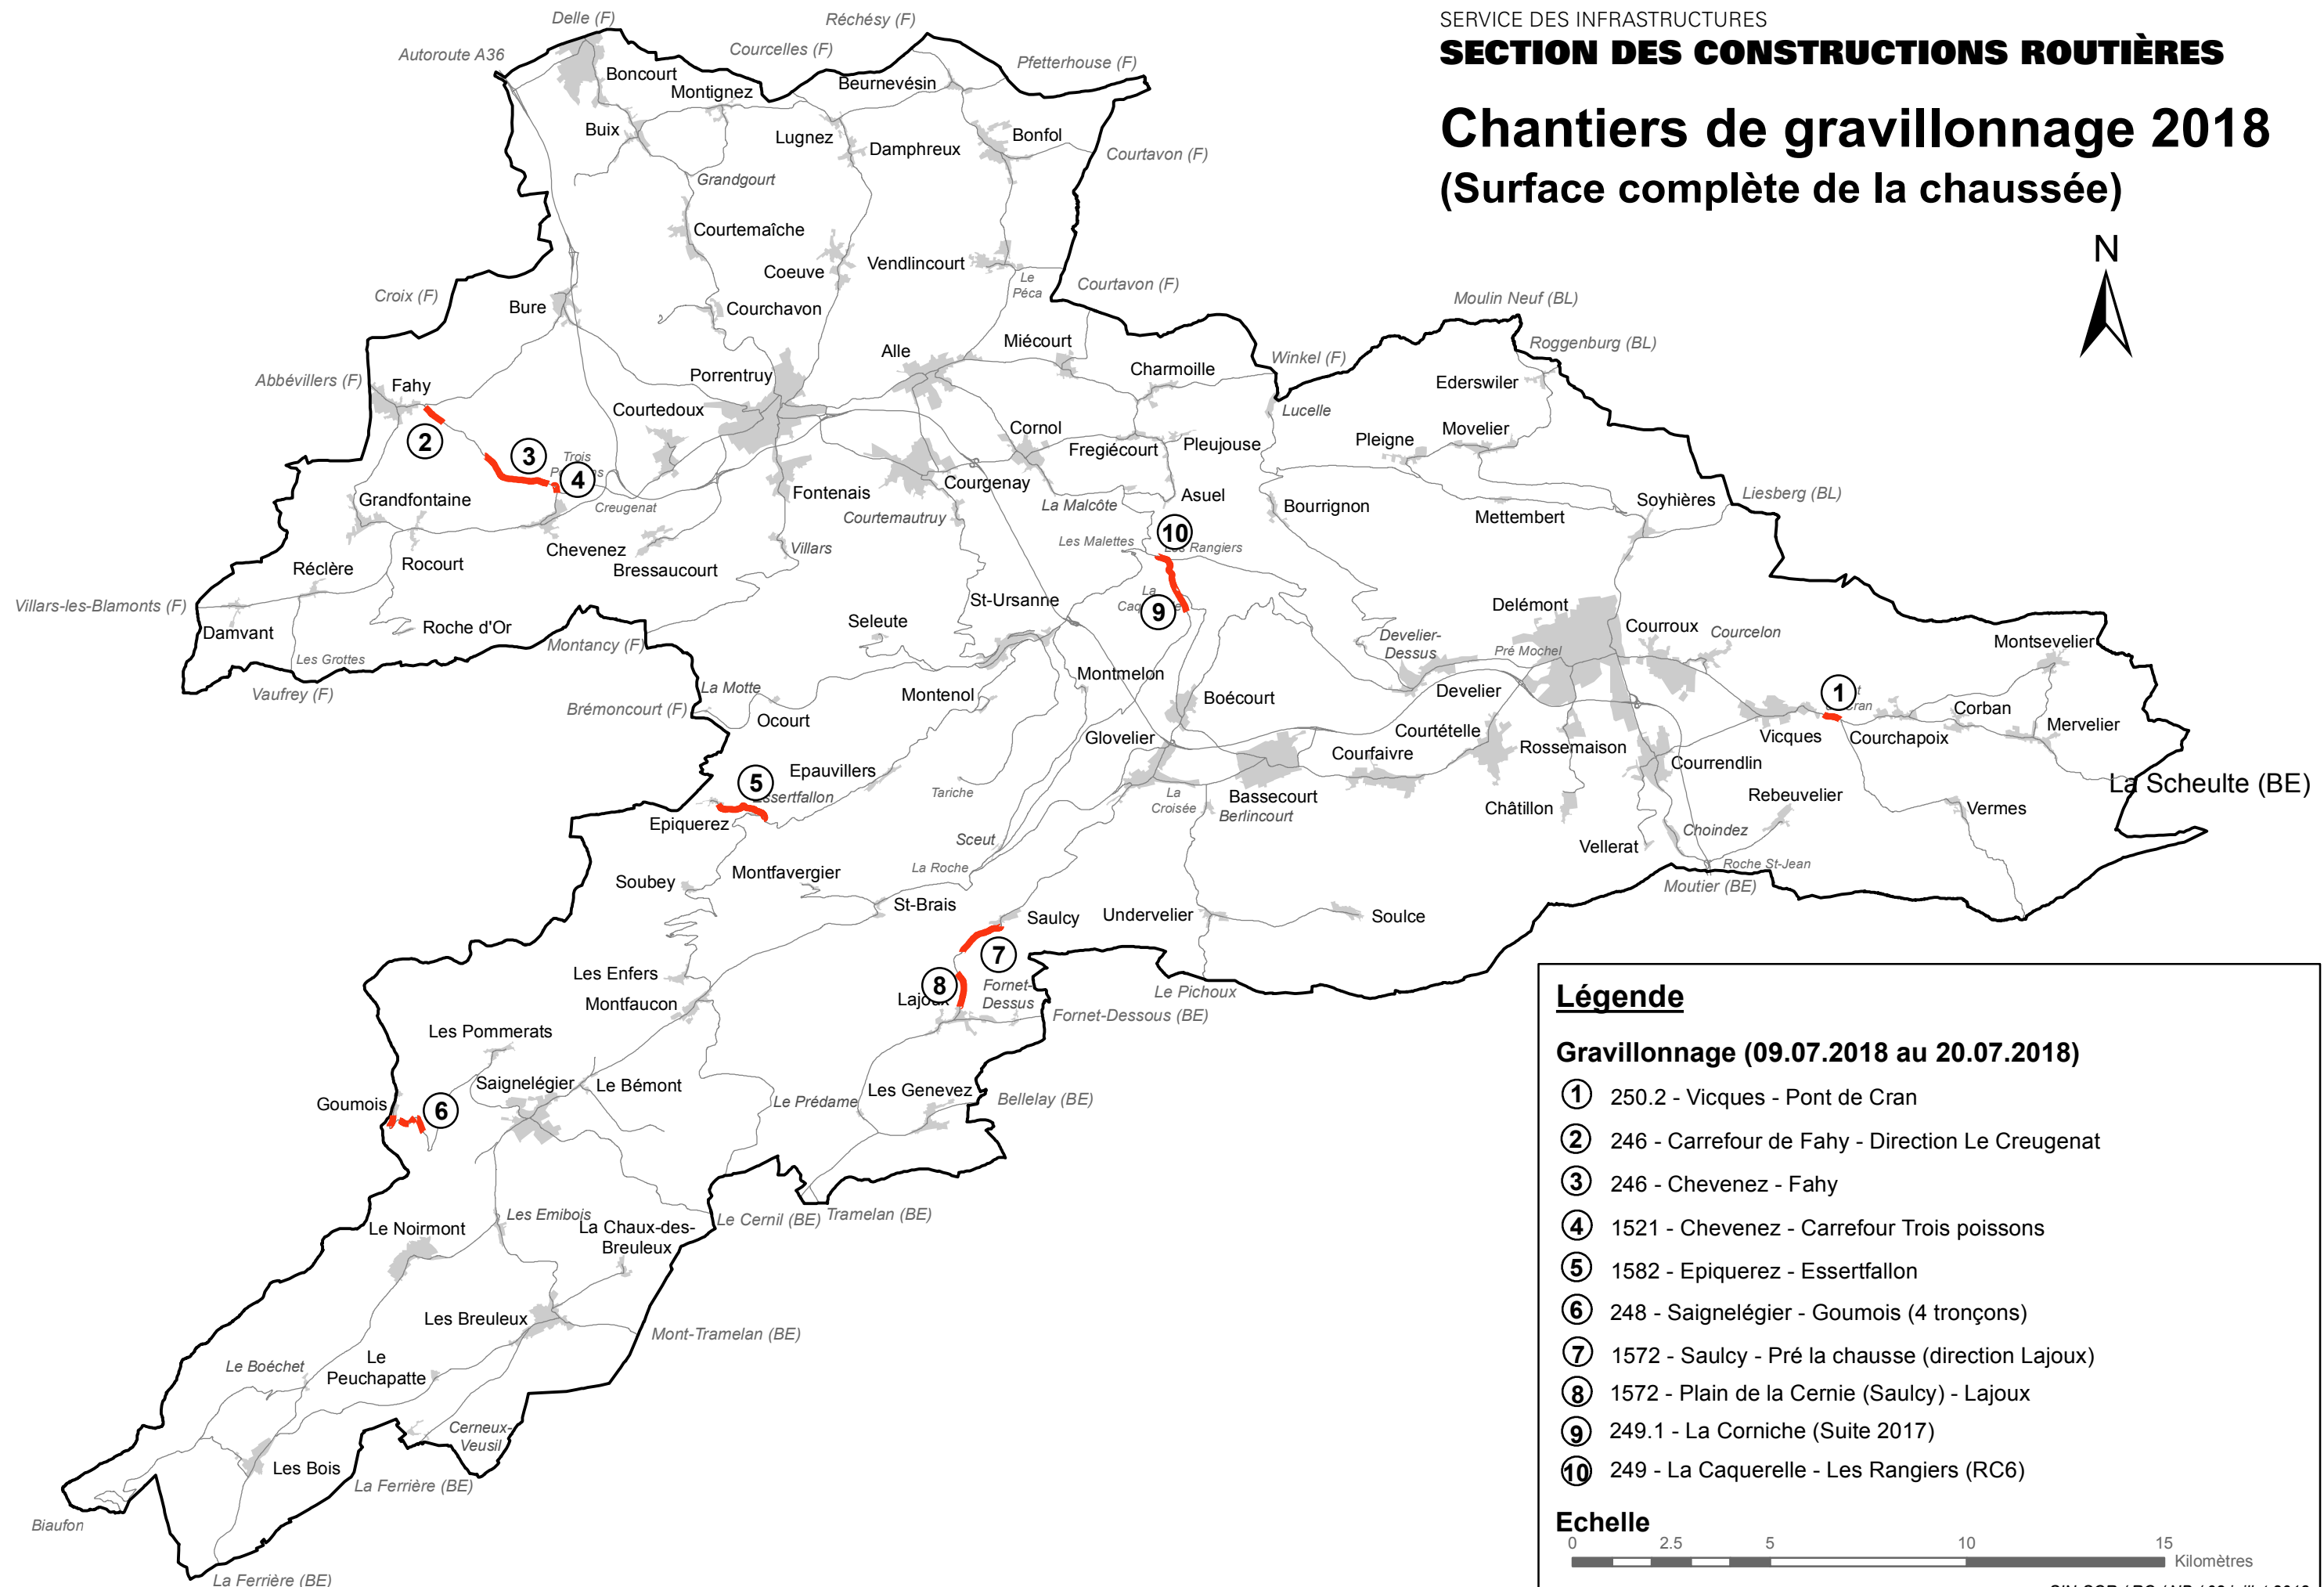 SERVICE DES INFRASTRUCTURES
SECTION DES CONSTRUCTIONS ROUTIÈRES
Chantiers de gravillonnage 2018
(Surface complète de la chaussée)
N
Delle (F)
Réchésy (F)
Autoroute A36
Courcelles (F)
Pfetterhouse (F)
Boncourt
Montignez
Beurnevésin
Buix
Lugnez
Damphreux
Bonfol
Courtavon (F)
Grandgourt
Courtemaîche
Coeuve
Vendlincourt
Le
Péca
Courtavon (F)
Croix (F)
Bure
Courchavon
Moulin Neuf (BL)
Roggenburg (BL)
Abbévillers (F)
Fahy
Porrentruy
Alle
Miécourt
Charmoille
Winkel (F)
Ederswiler
Courtedoux
Lucelle
2
3
Trois
4
Cornol
Fregiécourt
Pleujouse
Pleigne
Movelier
Grandfontaine
Creugenat
Fontenais
Courgenay
Courtemautruy
La Malcôte
Asuel
Bourrignon
Mettembert
Soyhières
Liesberg (BL)
Chevenez
Bressaucourt
Villars
Les Malettes
10
Rangiers
Réclère
Rocourt
Villars-les-Blamonts (F)
Damvant
Roche d'Or
Les Grottes
Vaufrey (F)
Montancy (F)
Seleute
St-Ursanne
La
9
Delémont
Courroux
Courcelon
Montsevelier
Develier-
Dessus
Pré Mochel
La Motte
Brémoncourt (F)
Ocourt
Montenol
Montmelon
Boécourt
Develier
1
Cran
Corban
Mervelier
Glovelier
Courtételle
Courfaivre
Rossemaison
Vicques
Courchapoix
Courrendlin
La Scheulte (BE)
5
Epauvillers
Essertfallon
Epiquerez
Tariche
La
Croisée
Bassecourt
Berlincourt
Châtillon
Rebeuvelier
Vermes
Choindez
Vellerat
Roche St-Jean
Moutier (BE)
Sceut
La Roche
Soubey
Montfavergier
St-Brais
Saulcy
Undervelier
Soulce
7
8
Lajoux
Fornet-
Dessus
Le Pichoux
Fornet-Dessous (BE)
Les Enfers
Montfaucon
Les Pommerats
Saignelégier
Le Bémont
Goumois
6
Le Prédame
Les Genevez
Bellelay (BE)
Les Emibois
Le Noirmont
La Chaux-des-
Breuleux
Le Cernil (BE)
Tramelan (BE)
Les Breuleux
Mont-Tramelan (BE)
Le Boéchet
Le
Peuchapatte
Cerneux-
Veusil
Les Bois
La Ferrière (BE)
Biaufon
La Ferrière (BE)
Légende
Gravillonnage (09.07.2018 au 20.07.2018)
1 250.2 - Vicques - Pont de Cran
2 246 - Carrefour de Fahy - Direction Le Creugenat
3 246 - Chevenez - Fahy
4 1521 - Chevenez - Carrefour Trois poissons
5 1582 - Epiquerez - Essertfallon
6 248 - Saignelégier - Goumois (4 tronçons)
7 1572 - Saulcy - Pré la chausse (direction Lajoux)
8 1572 - Plain de la Cernie (Saulcy) - Lajoux
9 249.1 - La Corniche (Suite 2017)
10 249 - La Caquerelle - Les Rangiers (RC6)
Echelle
0 2.5 5 10 15
Kilomètres